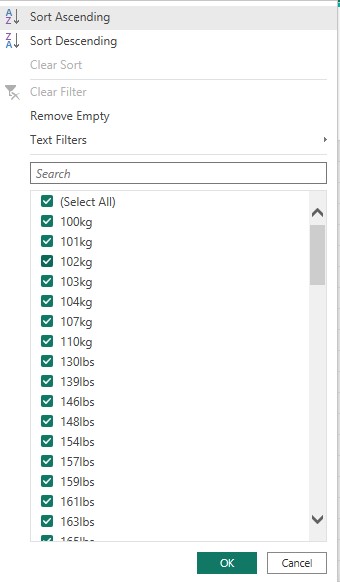 Sort Ascending
Sort Descending
Clear Sort
Clear Filter
Remove Empty
Text Filters
Search
(Select All)
100kg
101kg
102kg
103kg
104kg
107kg
110kg
130lbs
139lbs
146lbs
148lbs
154lbs
157lbs
159lbs
161lbs
163lbs
165lbs
OK Cancel